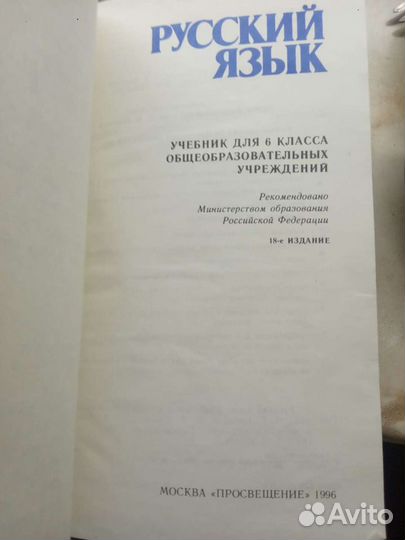 РУССКИЙ
ЯЗЫК
УЧЕБНИК ДЛЯ 6 КЛАССА
ОБЩЕОБРАЗОВАТЕЛЬНЫХ
УЧРЕЖДЕНИЙ
Рекомендовано
Министерством образования
Российской Федерации
18-е ИЗДАНИЕ
МОСКВА «ПРОСВЕЩЕНИЕ» 1996
Avito